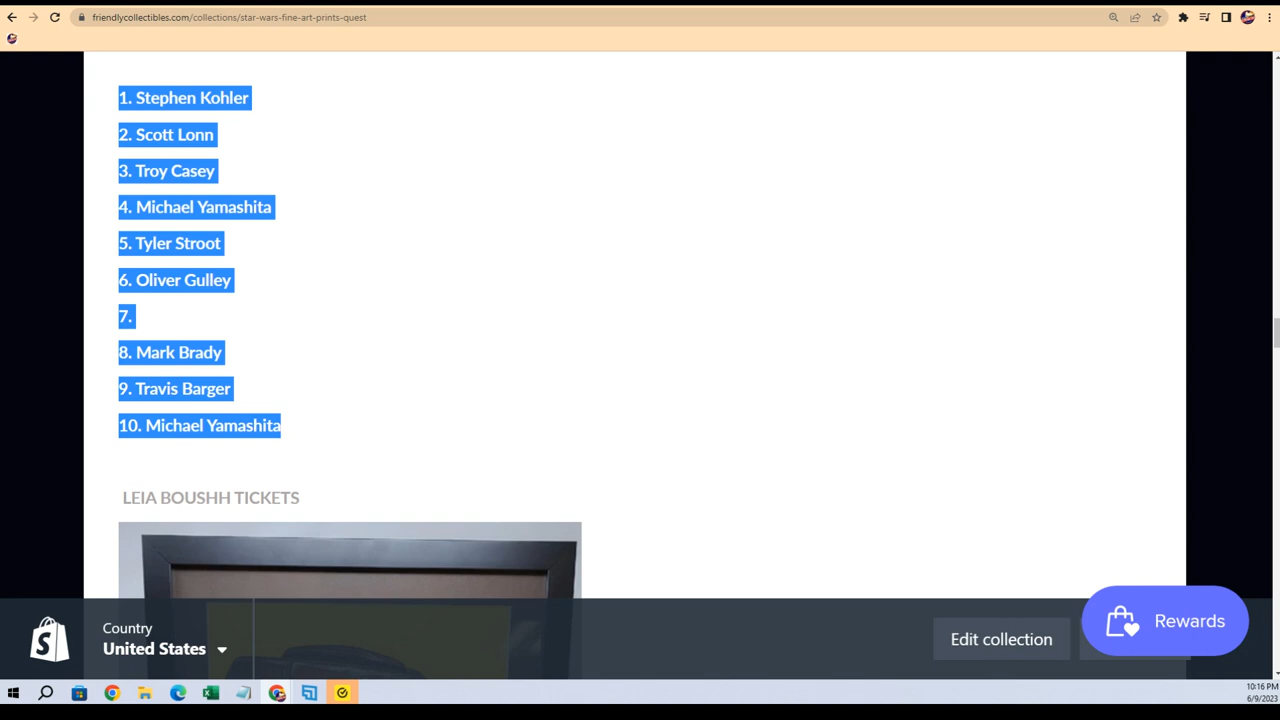 friendlycollectibles.com/collections/star-wars-fine-art-prints-quest
1. Stephen Kohler
2. Scott Lonn
3. Troy Casey
4. Michael Yamashita
5. Tyler Stroot
6. Oliver Gulley
7.
8. Mark Brady
9. Travis Barger
10. Michael Yamashita
LEIA BOUSHH TICKETS
Country
United States
Edit collection
Rewards
10:16 PM
6/9/2023